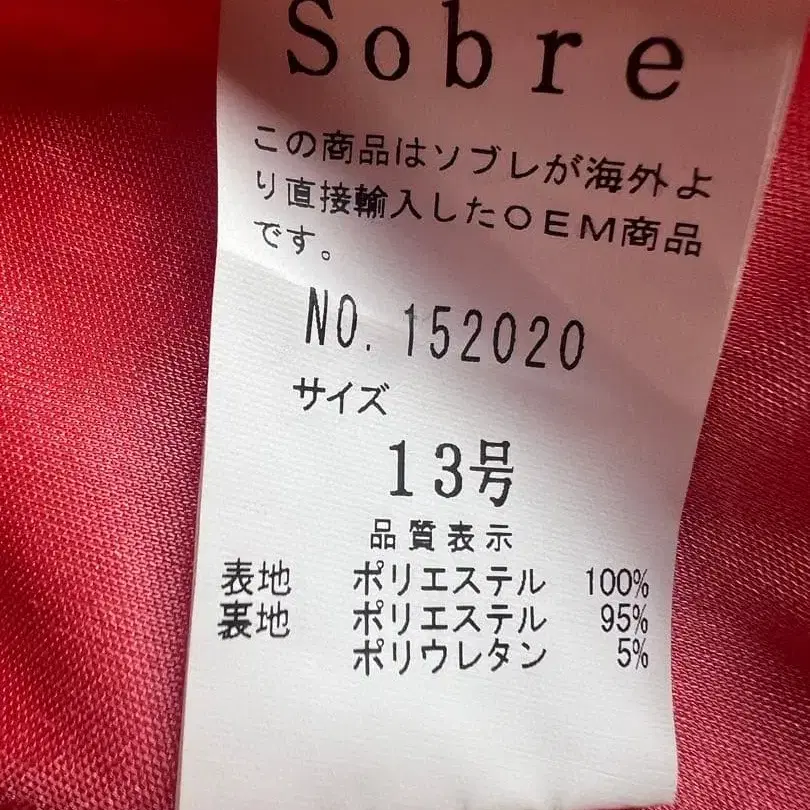 Sobre
この商品はソブレが海外よ
り直接輸入したOEM商品
です。
NO. 152020
サイズ
13号
品質表示
表地 ポリエステル 100%
裏地 ポリエステル 95%
ポリウレタン 5%